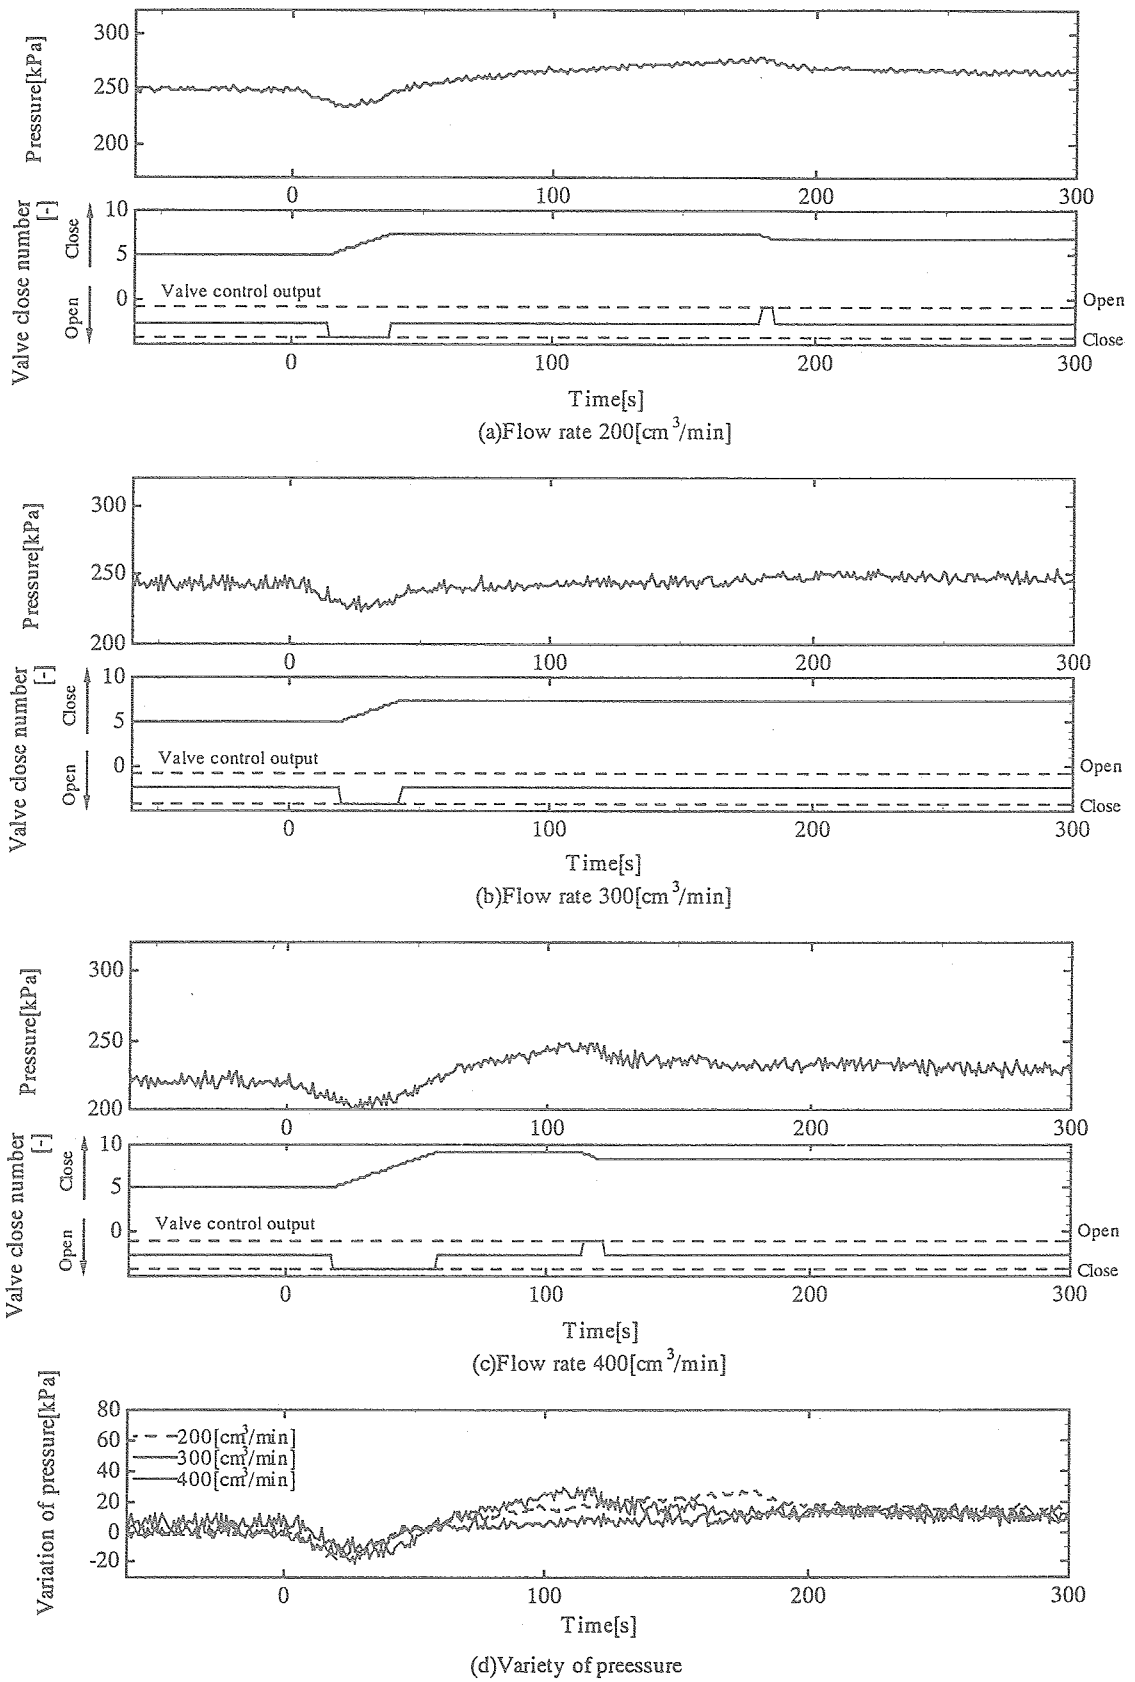 Pressure[kPa]
300
250
200
0 100 200 300
Valve close number
[-]
Close
Open
10
5
0
Valve control output
Open
Close
0 100 200 300
Time[s]
(a)Flow rate 200[cm³/min]
Pressure[kPa]
300
250
200
0 100 200 300
Valve close number
[-]
Close
Open
10
5
0
Valve control output
Open
Close
0 100 200 300
Time[s]
(b)Flow rate 300[cm³/min]
Pressure[kPa]
300
250
200
0 100 200 300
Valve close number
[-]
Close
Open
10
5
0
Valve control output
Open
Close
0 100 200 300
Time[s]
(c)Flow rate 400[cm³/min]
Variation of pressure[kPa]
80
60
40
20
0
-20
200[cm³/min]
300[cm³/min]
400[cm³/min]
0 100 200 300
Time[s]
(d)Variety of preessure